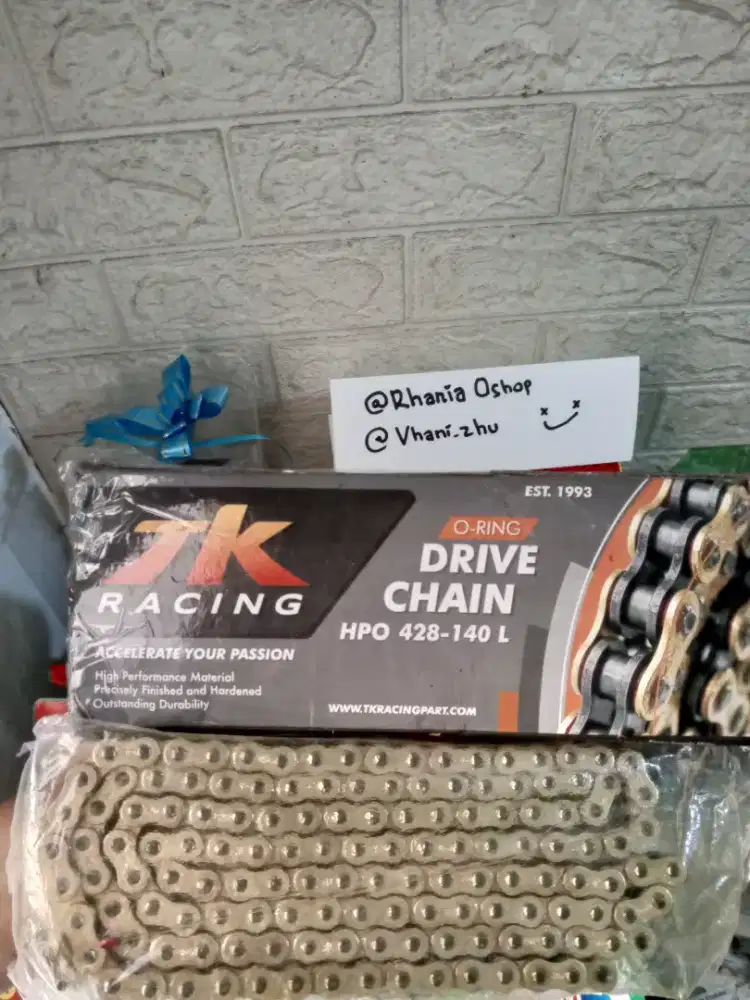 @Rhania Oshop
@ Vhani_zhu
EST. 1993
TK
RACING
O-RING
DRIVE
CHAIN
HPO 428-140 L
ACCELERATE YOUR PASSION
High Performance Material
Precisely Finished and Hardened
Outstanding Durability
WWW.TKRACINGPART.COM